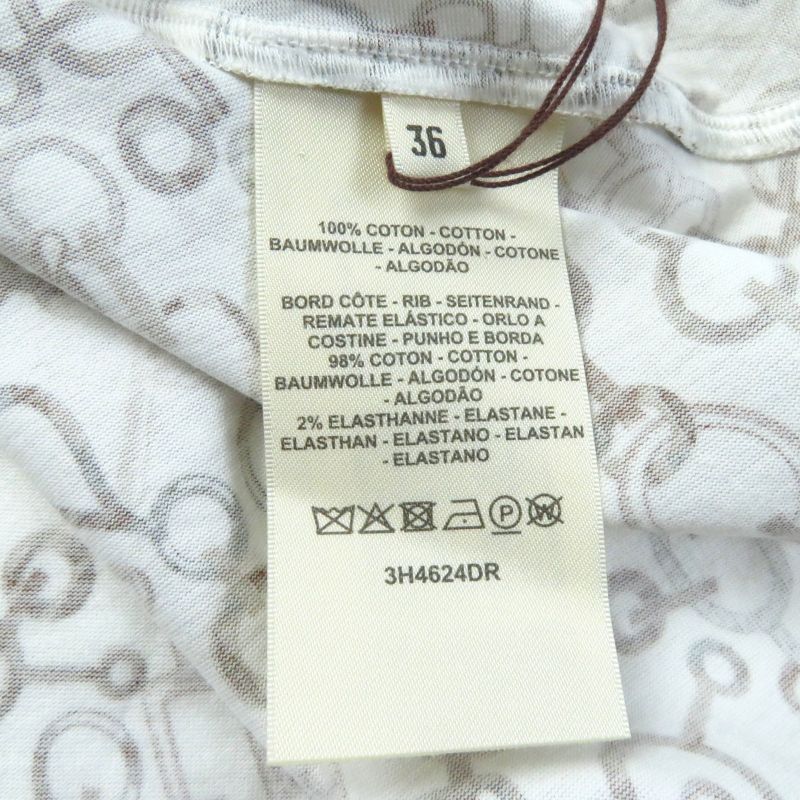 36
100% COTON - COTTON -
BAUMWOLLE - ALGODÓN - COTONE
- ALGODÃO
BORD CÔTE - RIB - SEITENRAND -
REMATE ELÁSTICO - ORLO A
COSTINE - PUNHO E BORDA
98% COTON - COTTON -
BAUMWOLLE - ALGODÓN - COTONE
- ALGODÃO
2% ELASTHANNE - ELASTANE -
ELASTHAN - ELASTANO - ELASTAN
- ELASTANO
P W
3H4624DR